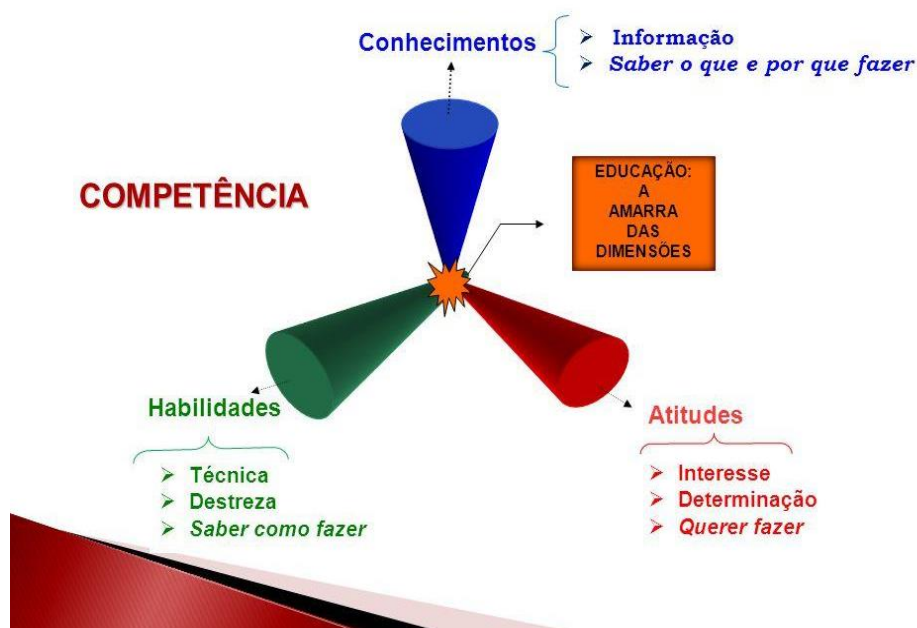 Conhecimentos
➢ Informação
➢ Saber o que e por que fazer
COMPETÊNCIA
EDUCAÇÃO:
A
AMARRA
DAS
DIMENSÕES
Habilidades
➢ Técnica
➢ Destreza
➢ Saber como fazer
Atitudes
➢ Interesse
➢ Determinação
➢ Querer fazer